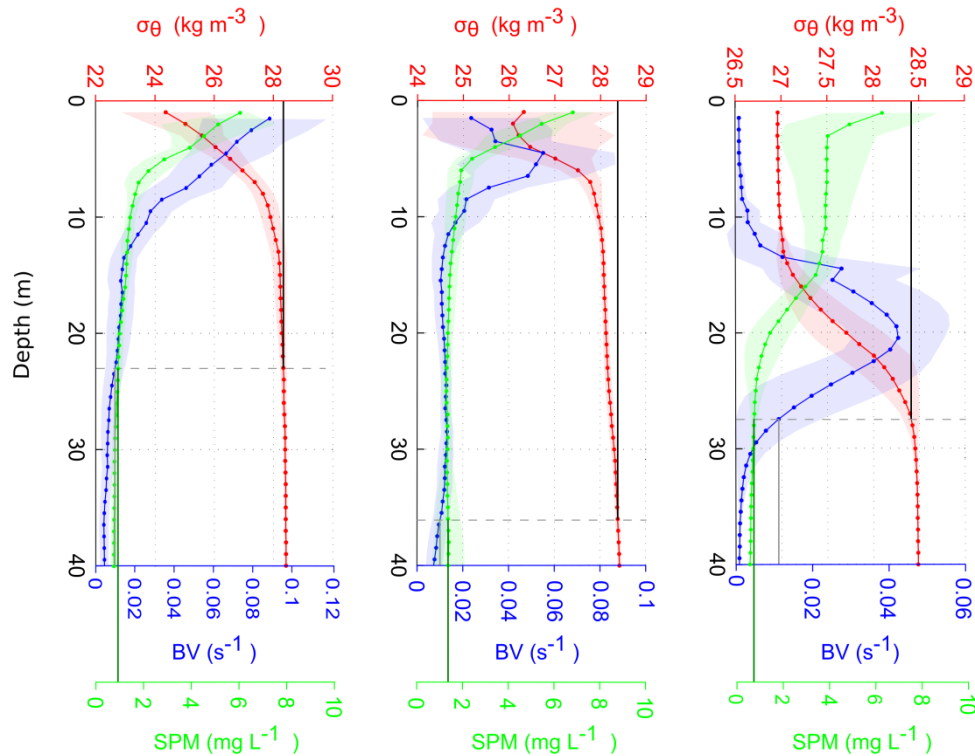 σθ (kg m-3) σθ (kg m-3) σθ (kg m-3)
22 24 26 28 30 24 25 26 27 28 29 26.5 27 27.5 28 28.5 29
Depth (m)
0 0 0
10 10 10
20 20 20
30 30 30
40 40 40
0 0.02 0.04 0.06 0.08 0.1 0.12 0 0.02 0.04 0.06 0.08 0.1 0 0.02 0.04 0.06
BV (s-1) BV (s-1) BV (s-1)
0 2 4 6 8 10 0 2 4 6 8 10 0 2 4 6 8 10
SPM (mg L-1) SPM (mg L-1) SPM (mg L-1)